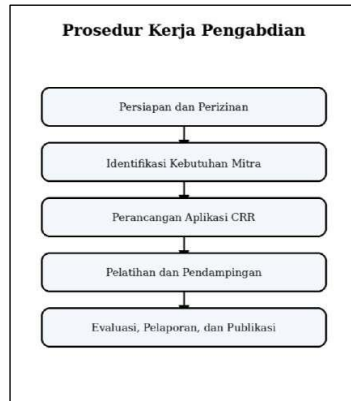 Prosedur Kerja Pengabdian
Persiapan dan Perizinan
Identifikasi Kebutuhan Mitra
Perancangan Aplikasi CRR
Pelatihan dan Pendampingan
Evaluasi, Pelaporan, dan Publikasi